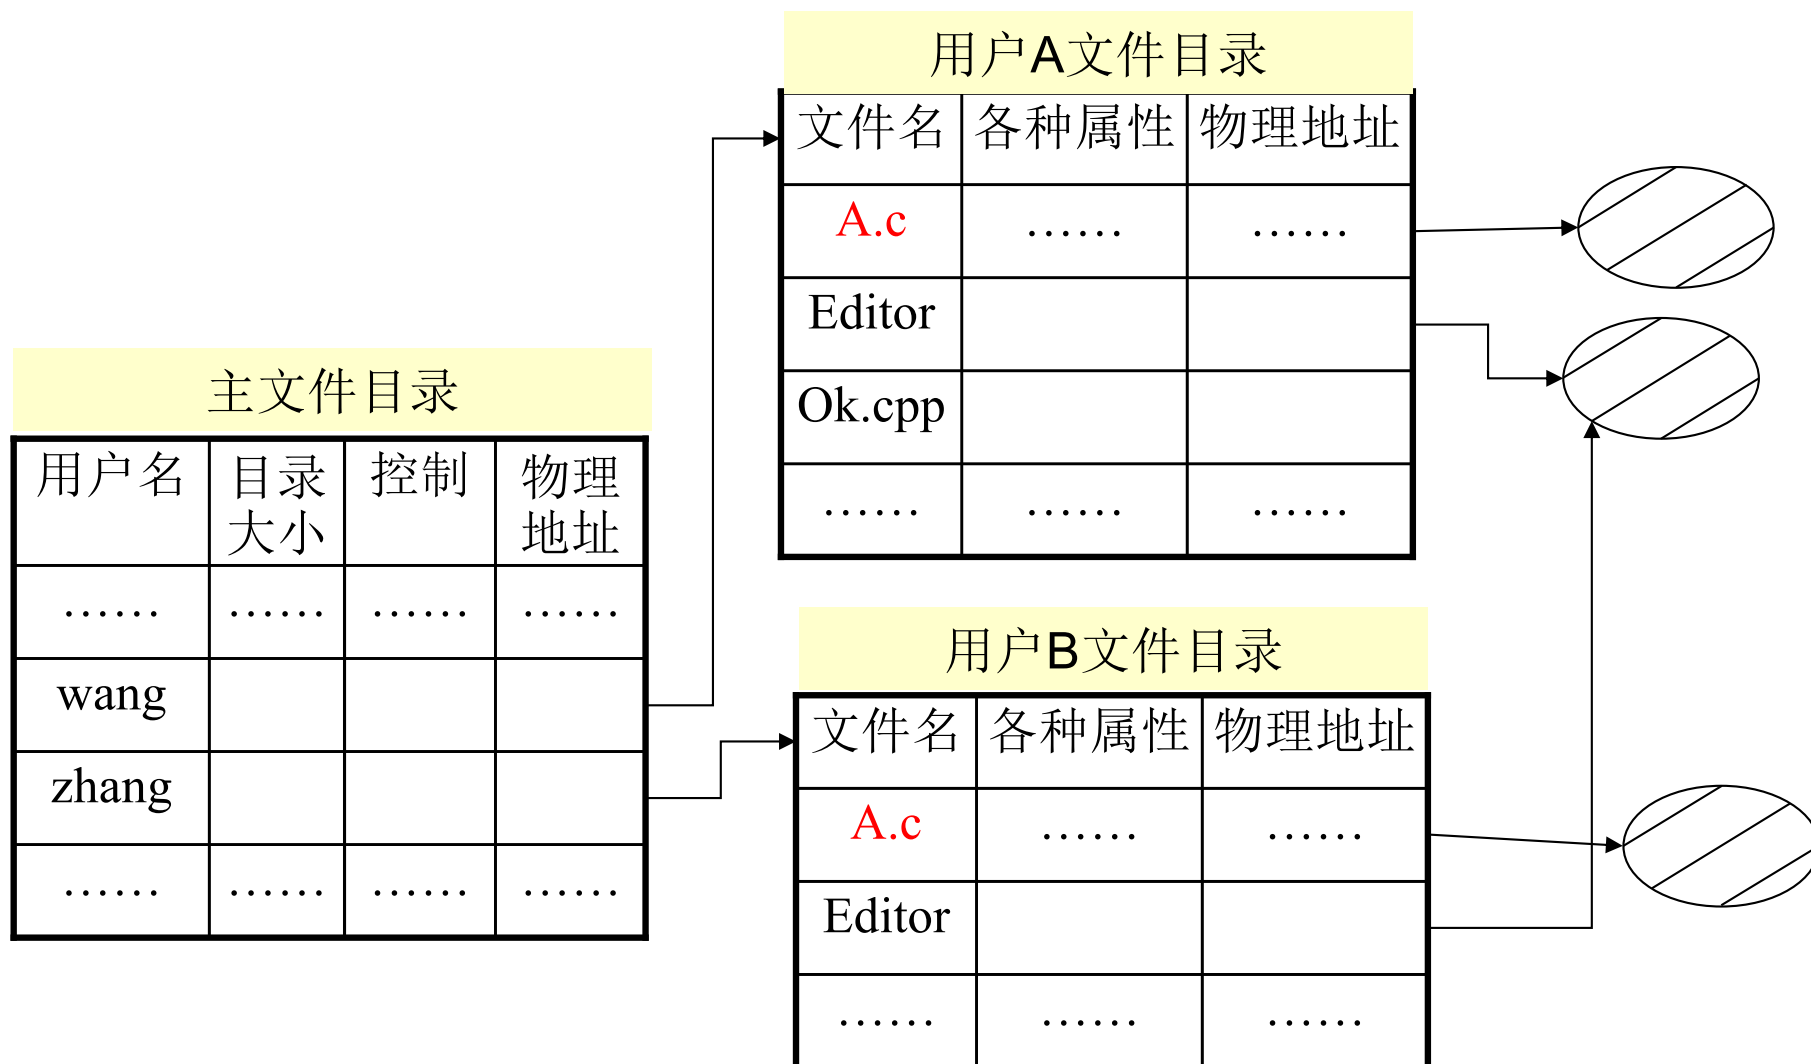 用户A文件目录
文件名 各种属性 物理地址
A.c …… ……
Editor
Ok.cpp
…… …… ……
主文件目录
用户名 目录大小 控制 物理地址
…… …… …… ……
wang
zhang
…… …… …… ……
用户B文件目录
文件名 各种属性 物理地址
A.c …… ……
Editor
…… …… ……